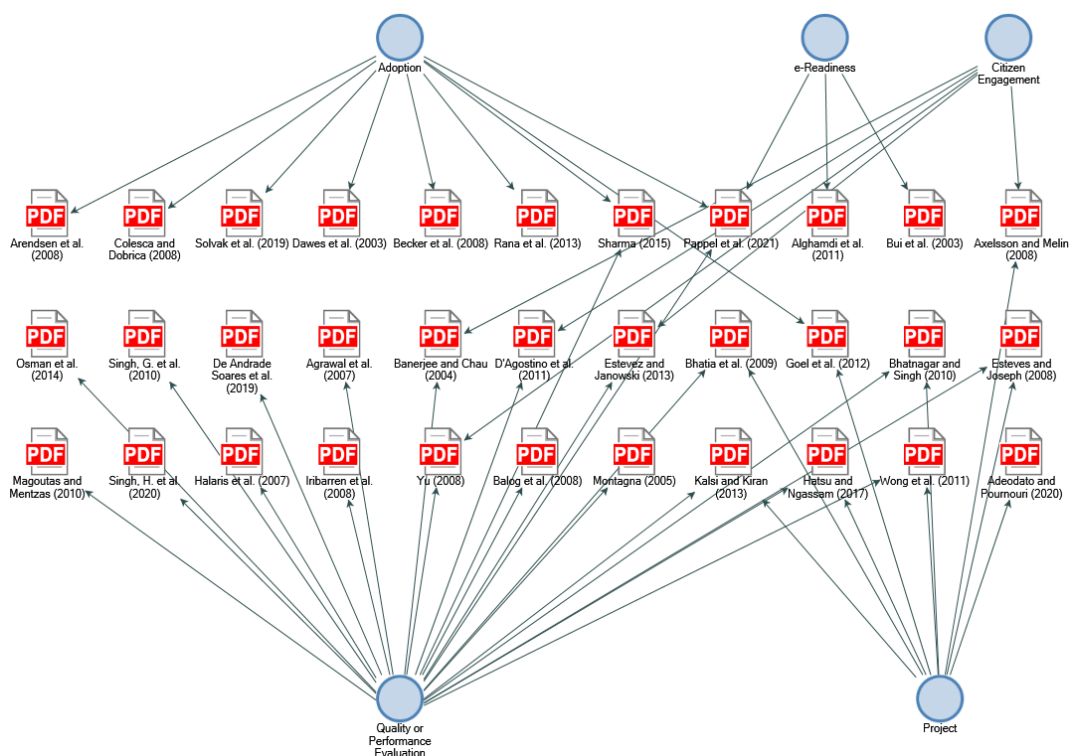 Adoption
e-Readiness
Citizen
Engagement
PDF PDF PDF PDF PDF PDF PDF PDF PDF PDF PDF
Arendsen et al.
(2008)
Colesca and
Dobrica (2008)
Solvak et al. (2019)
Dawes et al. (2003)
Becker et al. (2008)
Rana et al. (2013)
Sharma (2015)
Pappel et al. (2021)
Alghamdi et al.
(2011)
Bui et al. (2003)
Axelsson and Melin
(2008)
PDF PDF PDF PDF PDF PDF PDF PDF PDF PDF PDF
Osman et al.
(2014)
Singh, G. et al.
(2010)
De Andrade
Soares et al.
(2019)
Agrawal et al.
(2007)
Banerjee and Chau
(2004)
D'Agostino et al.
(2011)
Estevez and
Janowski (2013)
Bhatia et al. (2009)
Goel et al. (2012)
Bhatnagar and
Singh (2010)
Esteves and
Joseph (2008)
PDF PDF PDF PDF PDF PDF PDF PDF PDF PDF PDF
Magoutas and
Mentzas (2010)
Singh, H. et al.
(2020)
Halaris et al. (2007)
Iribarren et al.
(2008)
Yu (2008)
Balog et al. (2008)
Montagna (2005)
Kalsi and Kiran
(2013)
Hatsu and
Ngassam (2017)
Wong et al. (2011)
Adeodato and
Pournouri (2020)
Quality or
Performance
Evaluation
Project